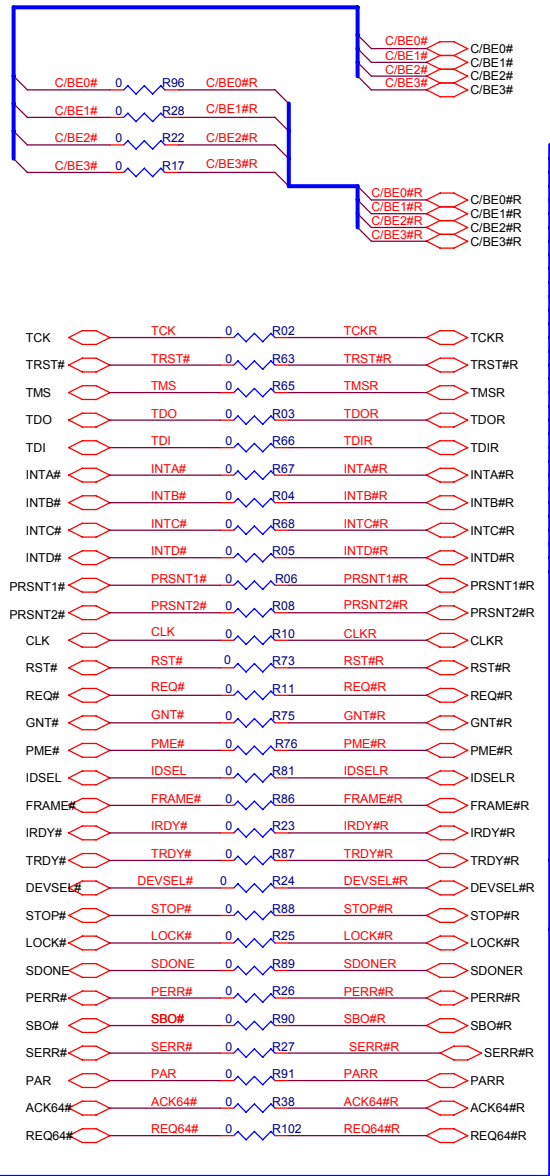 C/BE0# C/BE0#
C/BE1# C/BE1#
C/BE2# C/BE2#
C/BE3# C/BE3#
C/BE0# 0 R96 C/BE0#R
C/BE1# 0 R28 C/BE1#R
C/BE2# 0 R22 C/BE2#R
C/BE3# 0 R17 C/BE3#R
C/BE0#R C/BE0#R
C/BE1#R C/BE1#R
C/BE2#R C/BE2#R
C/BE3#R C/BE3#R
TCK TCK 0 R02 TCKR TCKR
TRST# TRST# 0 R63 TRST#R TRST#R
TMS TMS 0 R65 TMSR TMSR
TDO TDO 0 R03 TDOR TDOR
TDI TDI 0 R66 TDIR TDIR
INTA# INTA# 0 R67 INTA#R INTA#R
INTB# INTB# 0 R04 INTB#R INTB#R
INTC# INTC# 0 R68 INTC#R INTC#R
INTD# INTD# 0 R05 INTD#R INTD#R
PRSNT1# PRSNT1# 0 R06 PRSNT1#R PRSNT1#R
PRSNT2# PRSNT2# 0 R08 PRSNT2#R PRSNT2#R
CLK CLK 0 R10 CLKR CLKR
RST# RST# 0 R73 RST#R RST#R
REQ# REQ# 0 R11 REQ#R REQ#R
GNT# GNT# 0 R75 GNT#R GNT#R
PME# PME# 0 R76 PME#R PME#R
IDSEL IDSEL 0 R81 IDSELR IDSELR
FRAME# FRAME# 0 R86 FRAME#R FRAME#R
IRDY# IRDY# 0 R23 IRDY#R IRDY#R
TRDY# TRDY# 0 R87 TRDY#R TRDY#R
DEVSEL# DEVSEL# 0 R24 DEVSEL#R DEVSEL#R
STOP# STOP# 0 R88 STOP#R STOP#R
LOCK# LOCK# 0 R25 LOCK#R LOCK#R
SDONE SDONE 0 R89 SDONER SDONER
PERR# PERR# 0 R26 PERR#R PERR#R
SBO# SBO# 0 R90 SBO#R SBO#R
SERR# SERR# 0 R27 SERR#R SERR#R
PAR PAR 0 R91 PARR PARR
ACK64# ACK64# 0 R38 ACK64#R ACK64#R
REQ64# REQ64# 0 R102 REQ64#R REQ64#R